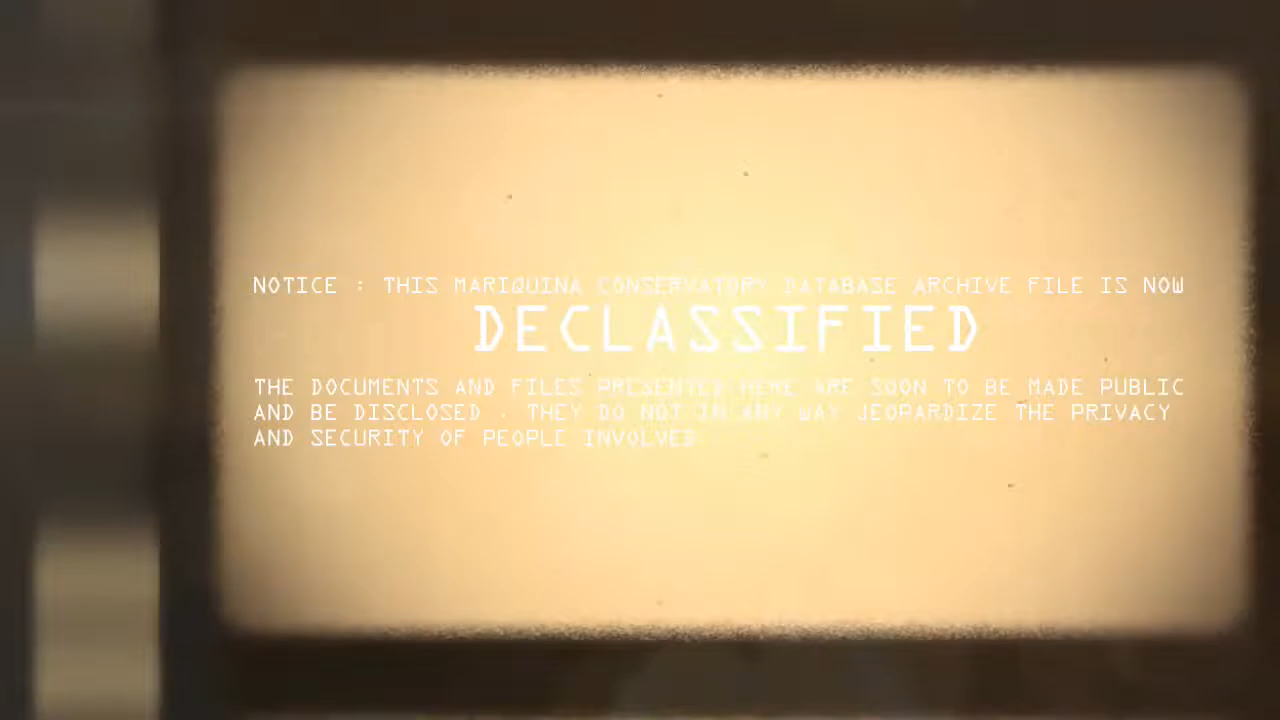 NOTICE : THIS MARIQUINA CONSERVATORY DATABASE ARCHIVE FILE IS NOW
DECLASSIFIED
THE DOCUMENTS AND FILES PRESENTED HERE ARE SOON TO BE MADE PUBLIC
AND BE DISCLOSED . THEY DO NOT IN ANY WAY JEOPARDIZE THE PRIVACY
AND SECURITY OF PEOPLE INVOLVED